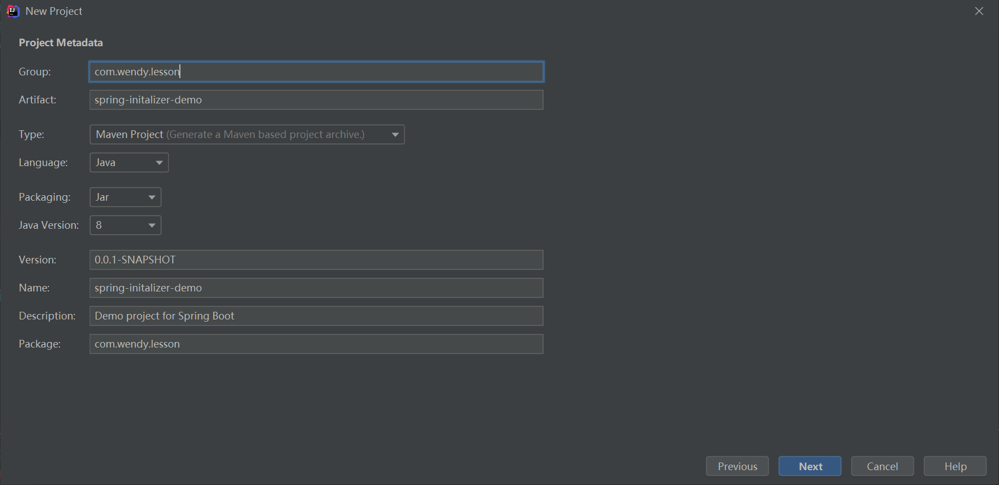 New Project
Project Metadata
Group: com.wendy.lesson
Artifact: spring-initalizer-demo
Type: Maven Project (Generate a Maven based project archive.)
Language: Java
Packaging: Jar
Java Version: 8
Version: 0.0.1-SNAPSHOT
Name: spring-initalizer-demo
Description: Demo project for Spring Boot
Package: com.wendy.lesson
Previous Next Cancel Help